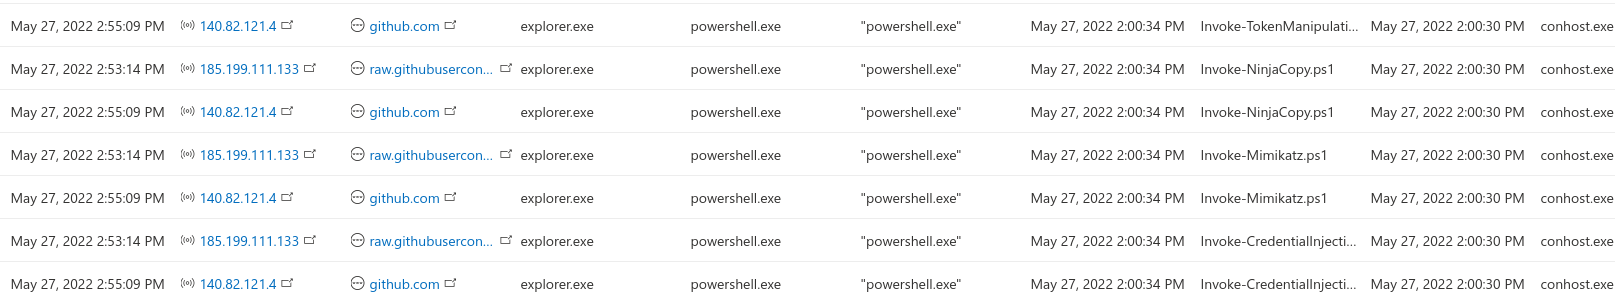 May 27, 2022 2:55:09 PM 140.82.121.4 github.com explorer.exe powershell.exe "powershell.exe" May 27, 2022 2:00:34 PM Invoke-TokenManipulati... May 27, 2022 2:00:30 PM conhost.exe
May 27, 2022 2:53:14 PM 185.199.111.133 raw.githubusercon... explorer.exe powershell.exe "powershell.exe" May 27, 2022 2:00:34 PM Invoke-NinjaCopy.ps1 May 27, 2022 2:00:30 PM conhost.exe
May 27, 2022 2:55:09 PM 140.82.121.4 github.com explorer.exe powershell.exe "powershell.exe" May 27, 2022 2:00:34 PM Invoke-NinjaCopy.ps1 May 27, 2022 2:00:30 PM conhost.exe
May 27, 2022 2:53:14 PM 185.199.111.133 raw.githubusercon... explorer.exe powershell.exe "powershell.exe" May 27, 2022 2:00:34 PM Invoke-Mimikatz.ps1 May 27, 2022 2:00:30 PM conhost.exe
May 27, 2022 2:55:09 PM 140.82.121.4 github.com explorer.exe powershell.exe "powershell.exe" May 27, 2022 2:00:34 PM Invoke-Mimikatz.ps1 May 27, 2022 2:00:30 PM conhost.exe
May 27, 2022 2:53:14 PM 185.199.111.133 raw.githubusercon... explorer.exe powershell.exe "powershell.exe" May 27, 2022 2:00:34 PM Invoke-CredentialInjecti... May 27, 2022 2:00:30 PM conhost.exe
May 27, 2022 2:55:09 PM 140.82.121.4 github.com explorer.exe powershell.exe "powershell.exe" May 27, 2022 2:00:34 PM Invoke-CredentialInjecti... May 27, 2022 2:00:30 PM conhost.exe